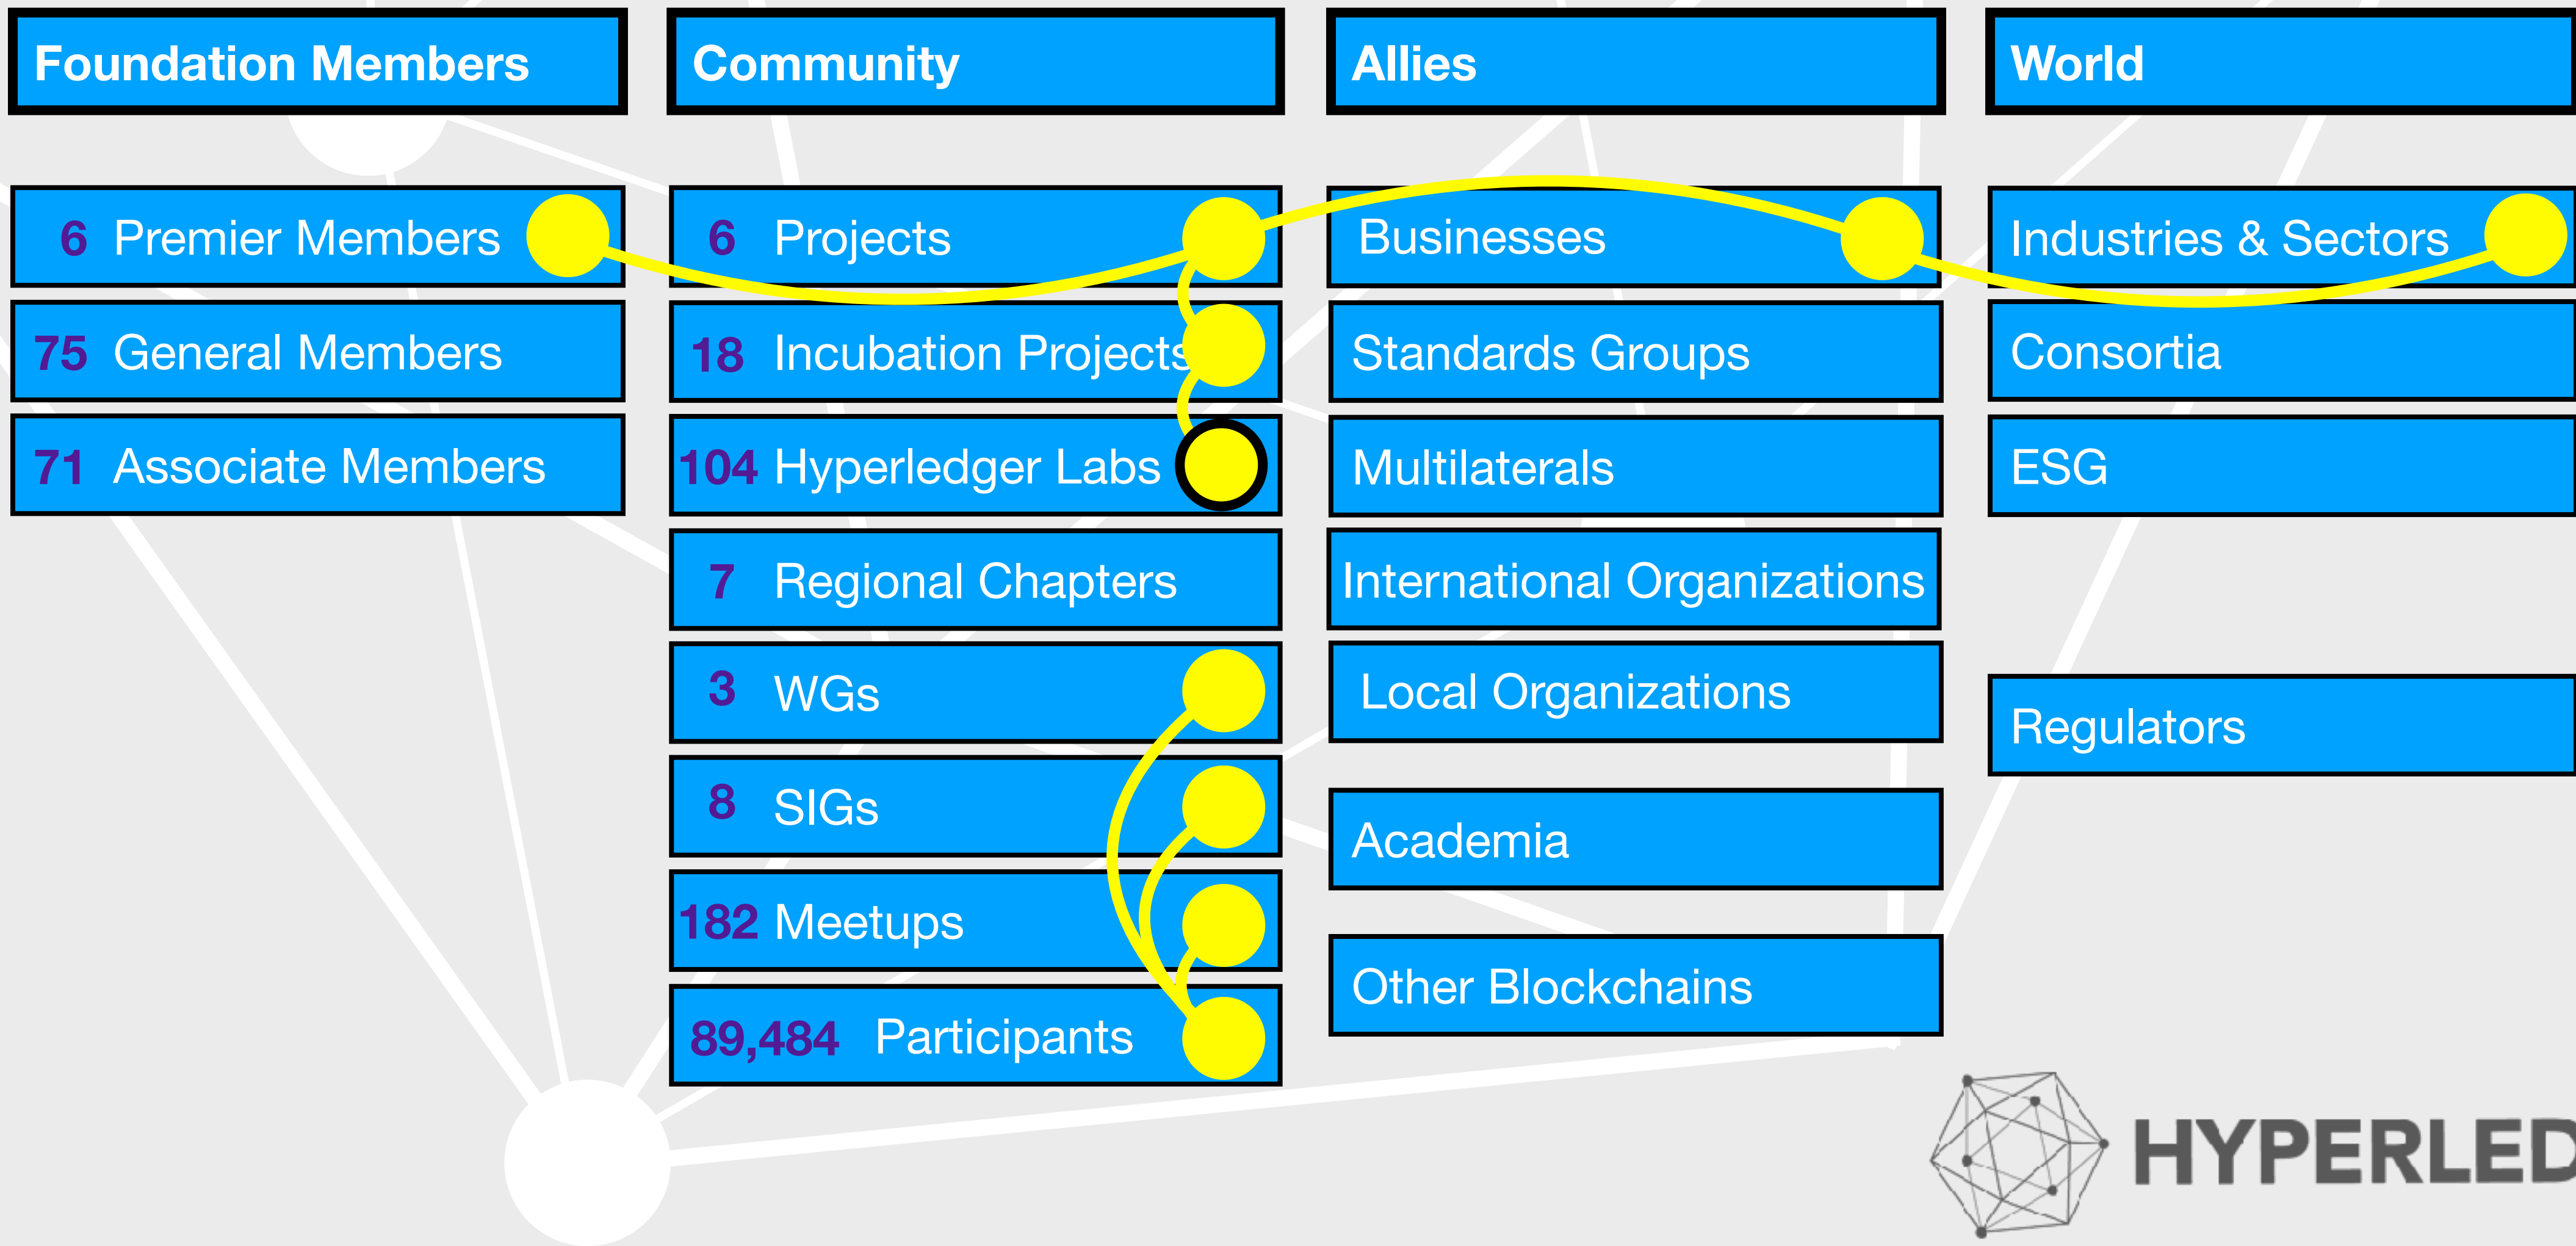 Foundation Members
6 Premier Members
75 General Members
71 Associate Members
Community
6 Projects
18 Incubation Projects
104 Hyperledger Labs
7 Regional Chapters
3 WGs
8 SIGs
182 Meetups
89,484 Participants
Allies
Businesses
Standards Groups
Multilaterals
International Organizations
Local Organizations
Academia
Other Blockchains
World
Industries & Sectors
Consortia
ESG
Regulators
HYPERLED